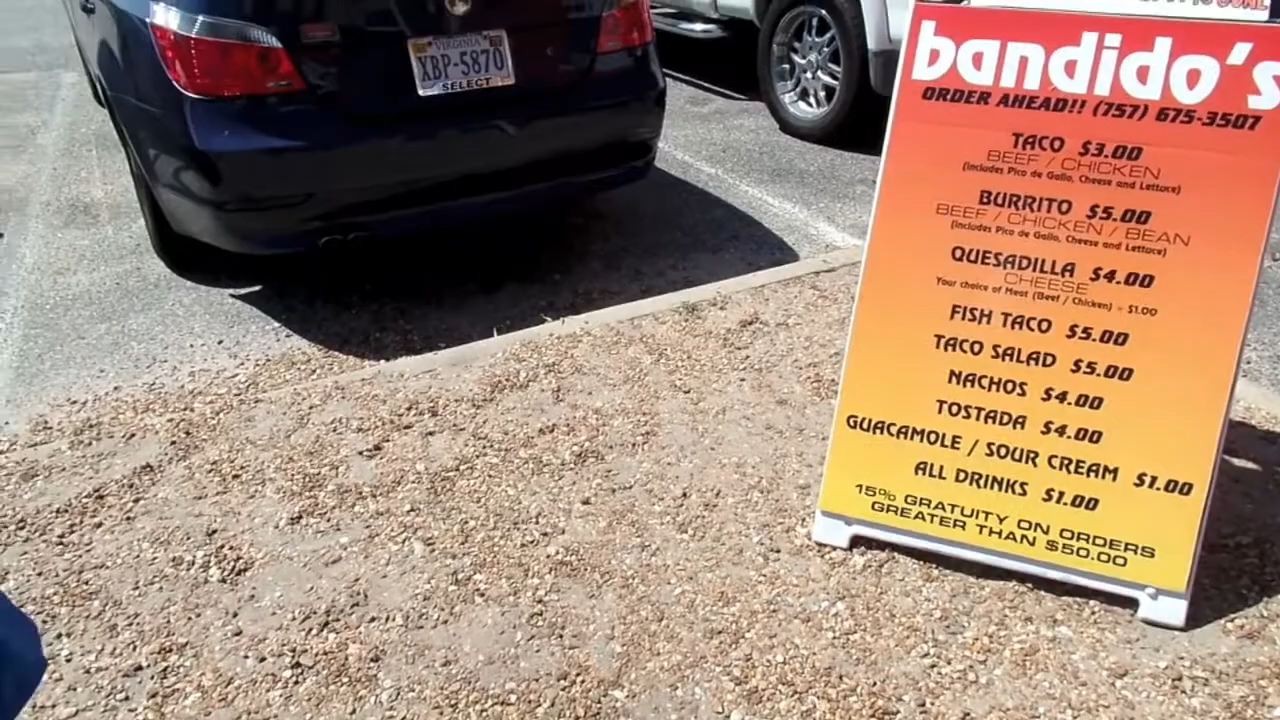 VIRGINIA
XBP-5870
SELECT
bandido's
ORDER AHEAD!! (757) 675-3507
TACO $3.00
BEEF / CHICKEN
(Includes Pico de Gallo, Cheese and Lettuce)
BURRITO $5.00
BEEF / CHICKEN / BEAN
(Includes Pico de Gallo, Cheese and Lettuce)
QUESADILLA $4.00
CHEESE
Your choice of Meat (Beef / Chicken) - $1.00
FISH TACO $5.00
TACO SALAD $5.00
NACHOS $4.00
TOSTADA $4.00
GUACAMOLE / SOUR CREAM $1.00
ALL DRINKS $1.00
15% GRATUITY ON ORDERS
GREATER THAN $50.00